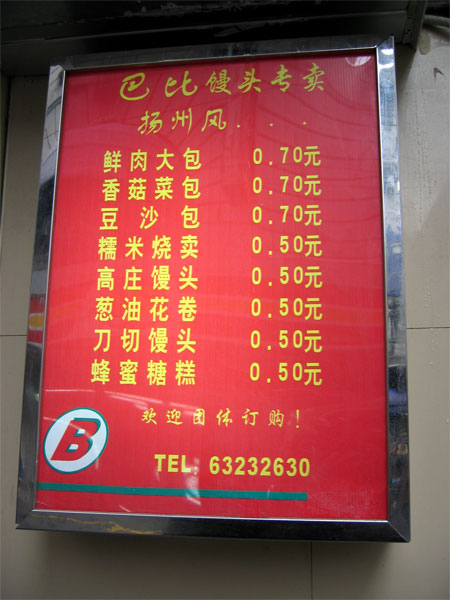 巴比馒头专卖
扬州风...
鲜肉大包 0.70元
香菇菜包 0.70元
豆沙包 0.70元
糯米烧卖 0.50元
高庄馒头 0.50元
葱油花卷 0.50元
刀切馒头 0.50元
蜂蜜糖糕 0.50元
欢迎团体订购!
B
TEL: 63232630